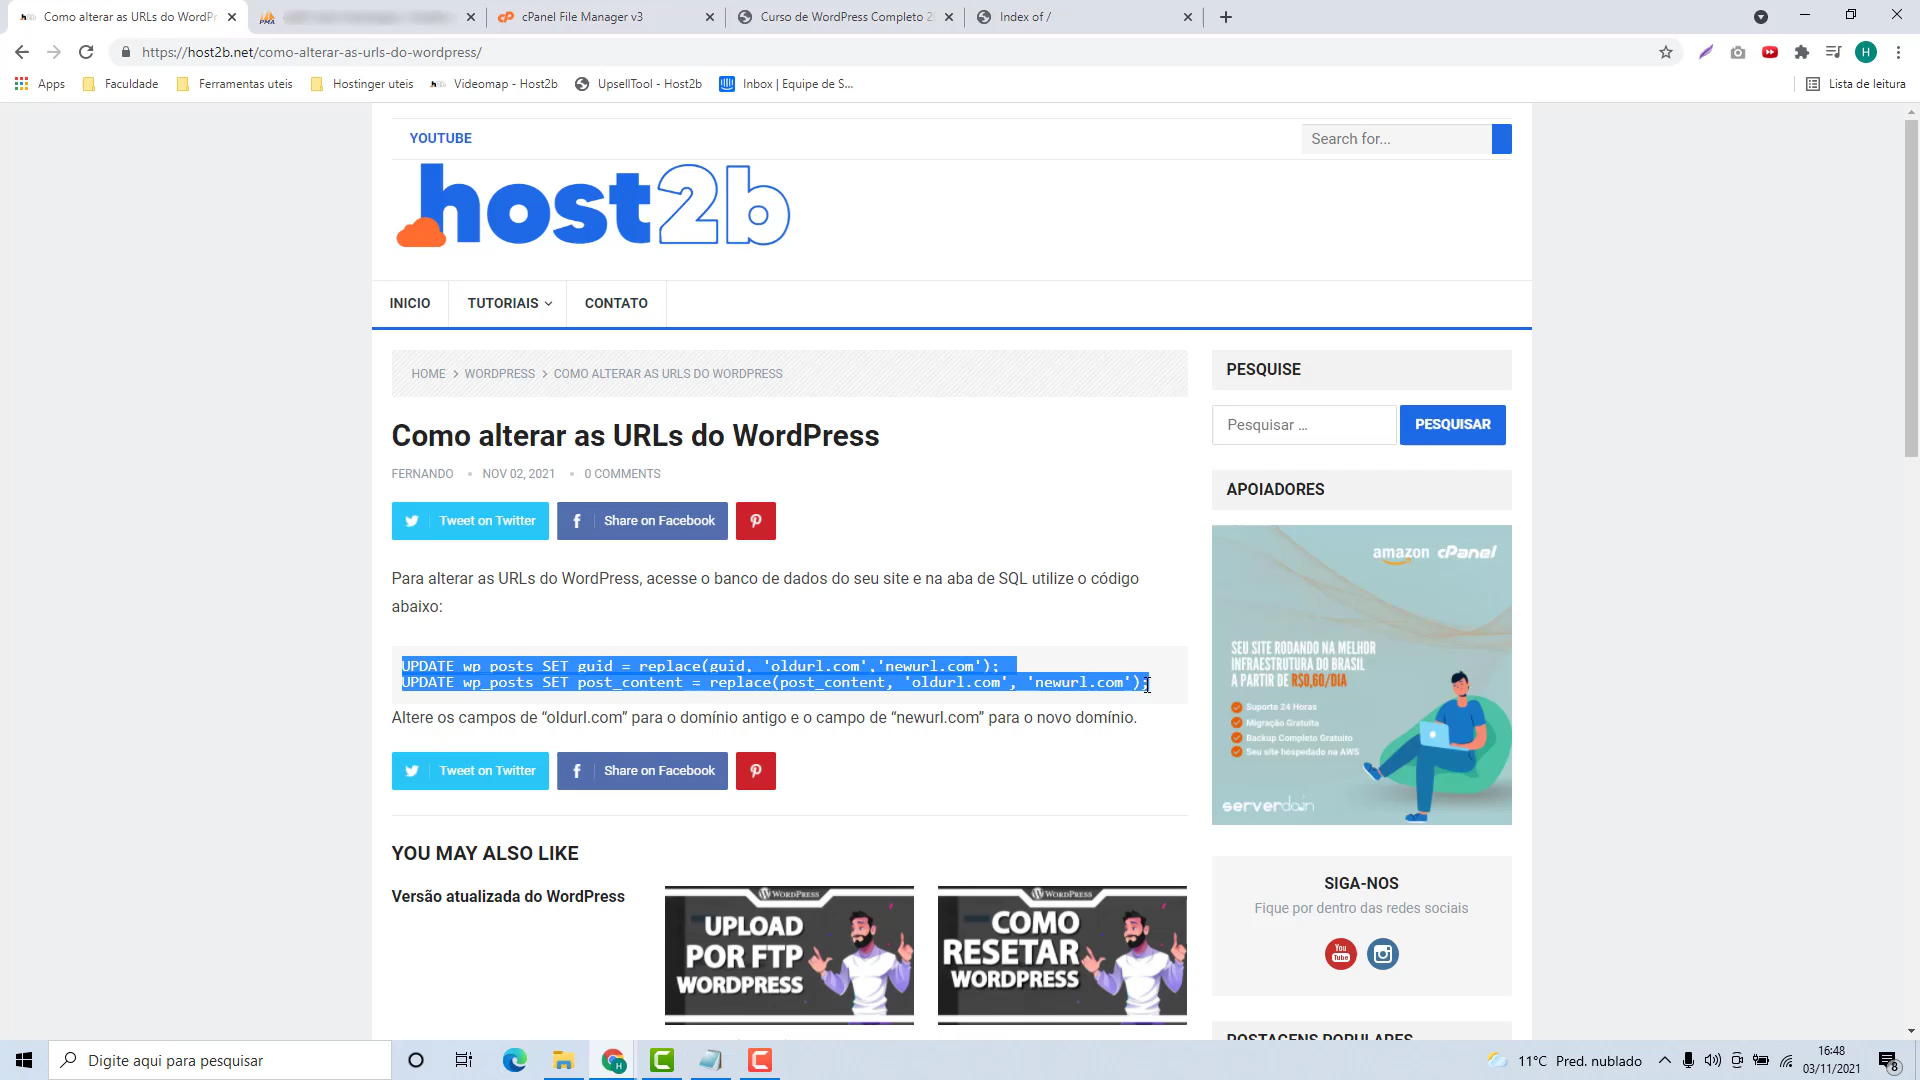 Como alterar as URLs do WordPr
cPanel File Manager v3
Curso de WordPress Completo 2
Index of /
https://host2b.net/como-alterar-as-urls-do-wordpress/
H
Apps
Faculdade
Ferramentas uteis
Hostinger uteis
Videomap - Host2b
UpsellTool - Host2b
Inbox | Equipe de S...
Lista de leitura
YOUTUBE
Search for...
host2b
INICIO
TUTORIAIS
CONTATO
HOME > WORDPRESS > COMO ALTERAR AS URLS DO WORDPRESS
Como alterar as URLs do WordPress
FERNANDO • NOV 02, 2021 • 0 COMMENTS
Tweet on Twitter
Share on Facebook
Para alterar as URLs do WordPress, acesse o banco de dados do seu site e na aba de SQL utilize o código
abaixo:
UPDATE wp_posts SET guid = replace(guid, 'oldurl.com','newurl.com');
UPDATE wp_posts SET post_content = replace(post_content, 'oldurl.com', 'newurl.com');
Altere os campos de “oldurl.com” para o domínio antigo e o campo de “newurl.com” para o novo domínio.
Tweet on Twitter
Share on Facebook
YOU MAY ALSO LIKE
Versão atualizada do WordPress
WORDPRESS
UPLOAD
POR FTP
WORDPRESS
WORDPRESS
COMO
RESETAR
WORDPRESS
PESQUISE
Pesquisar …
PESQUISAR
APOIADORES
amazon cPanel
SEU SITE RODANDO NA MELHOR
INFRAESTRUTURA DO BRASIL
A PARTIR DE R$0,60/DIA
Suporte 24 Horas
Migração Gratuita
Backup Completo Gratuito
Seu site hospedado na AWS
serverdo.in
SIGA-NOS
Fique por dentro das redes sociais
You
Tube
POSTAGENS POPULARES
Digite aqui para pesquisar
11°C Pred. nublado
16:48
03/11/2021
8